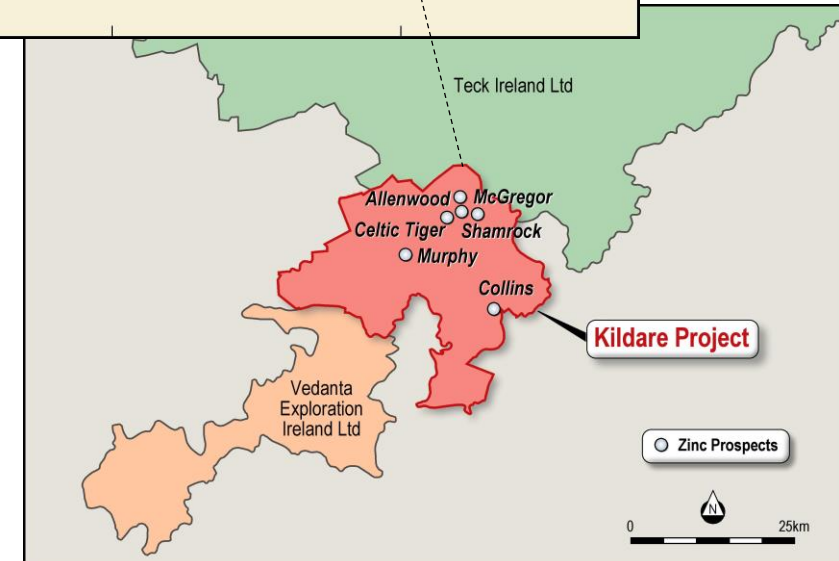 Teck Ireland Ltd
Allenwood McGregor
Celtic Tiger Shamrock
Murphy
Collins
Kildare Project
Vedanta
Exploration
Ireland Ltd
Zinc Prospects
N
0 25km